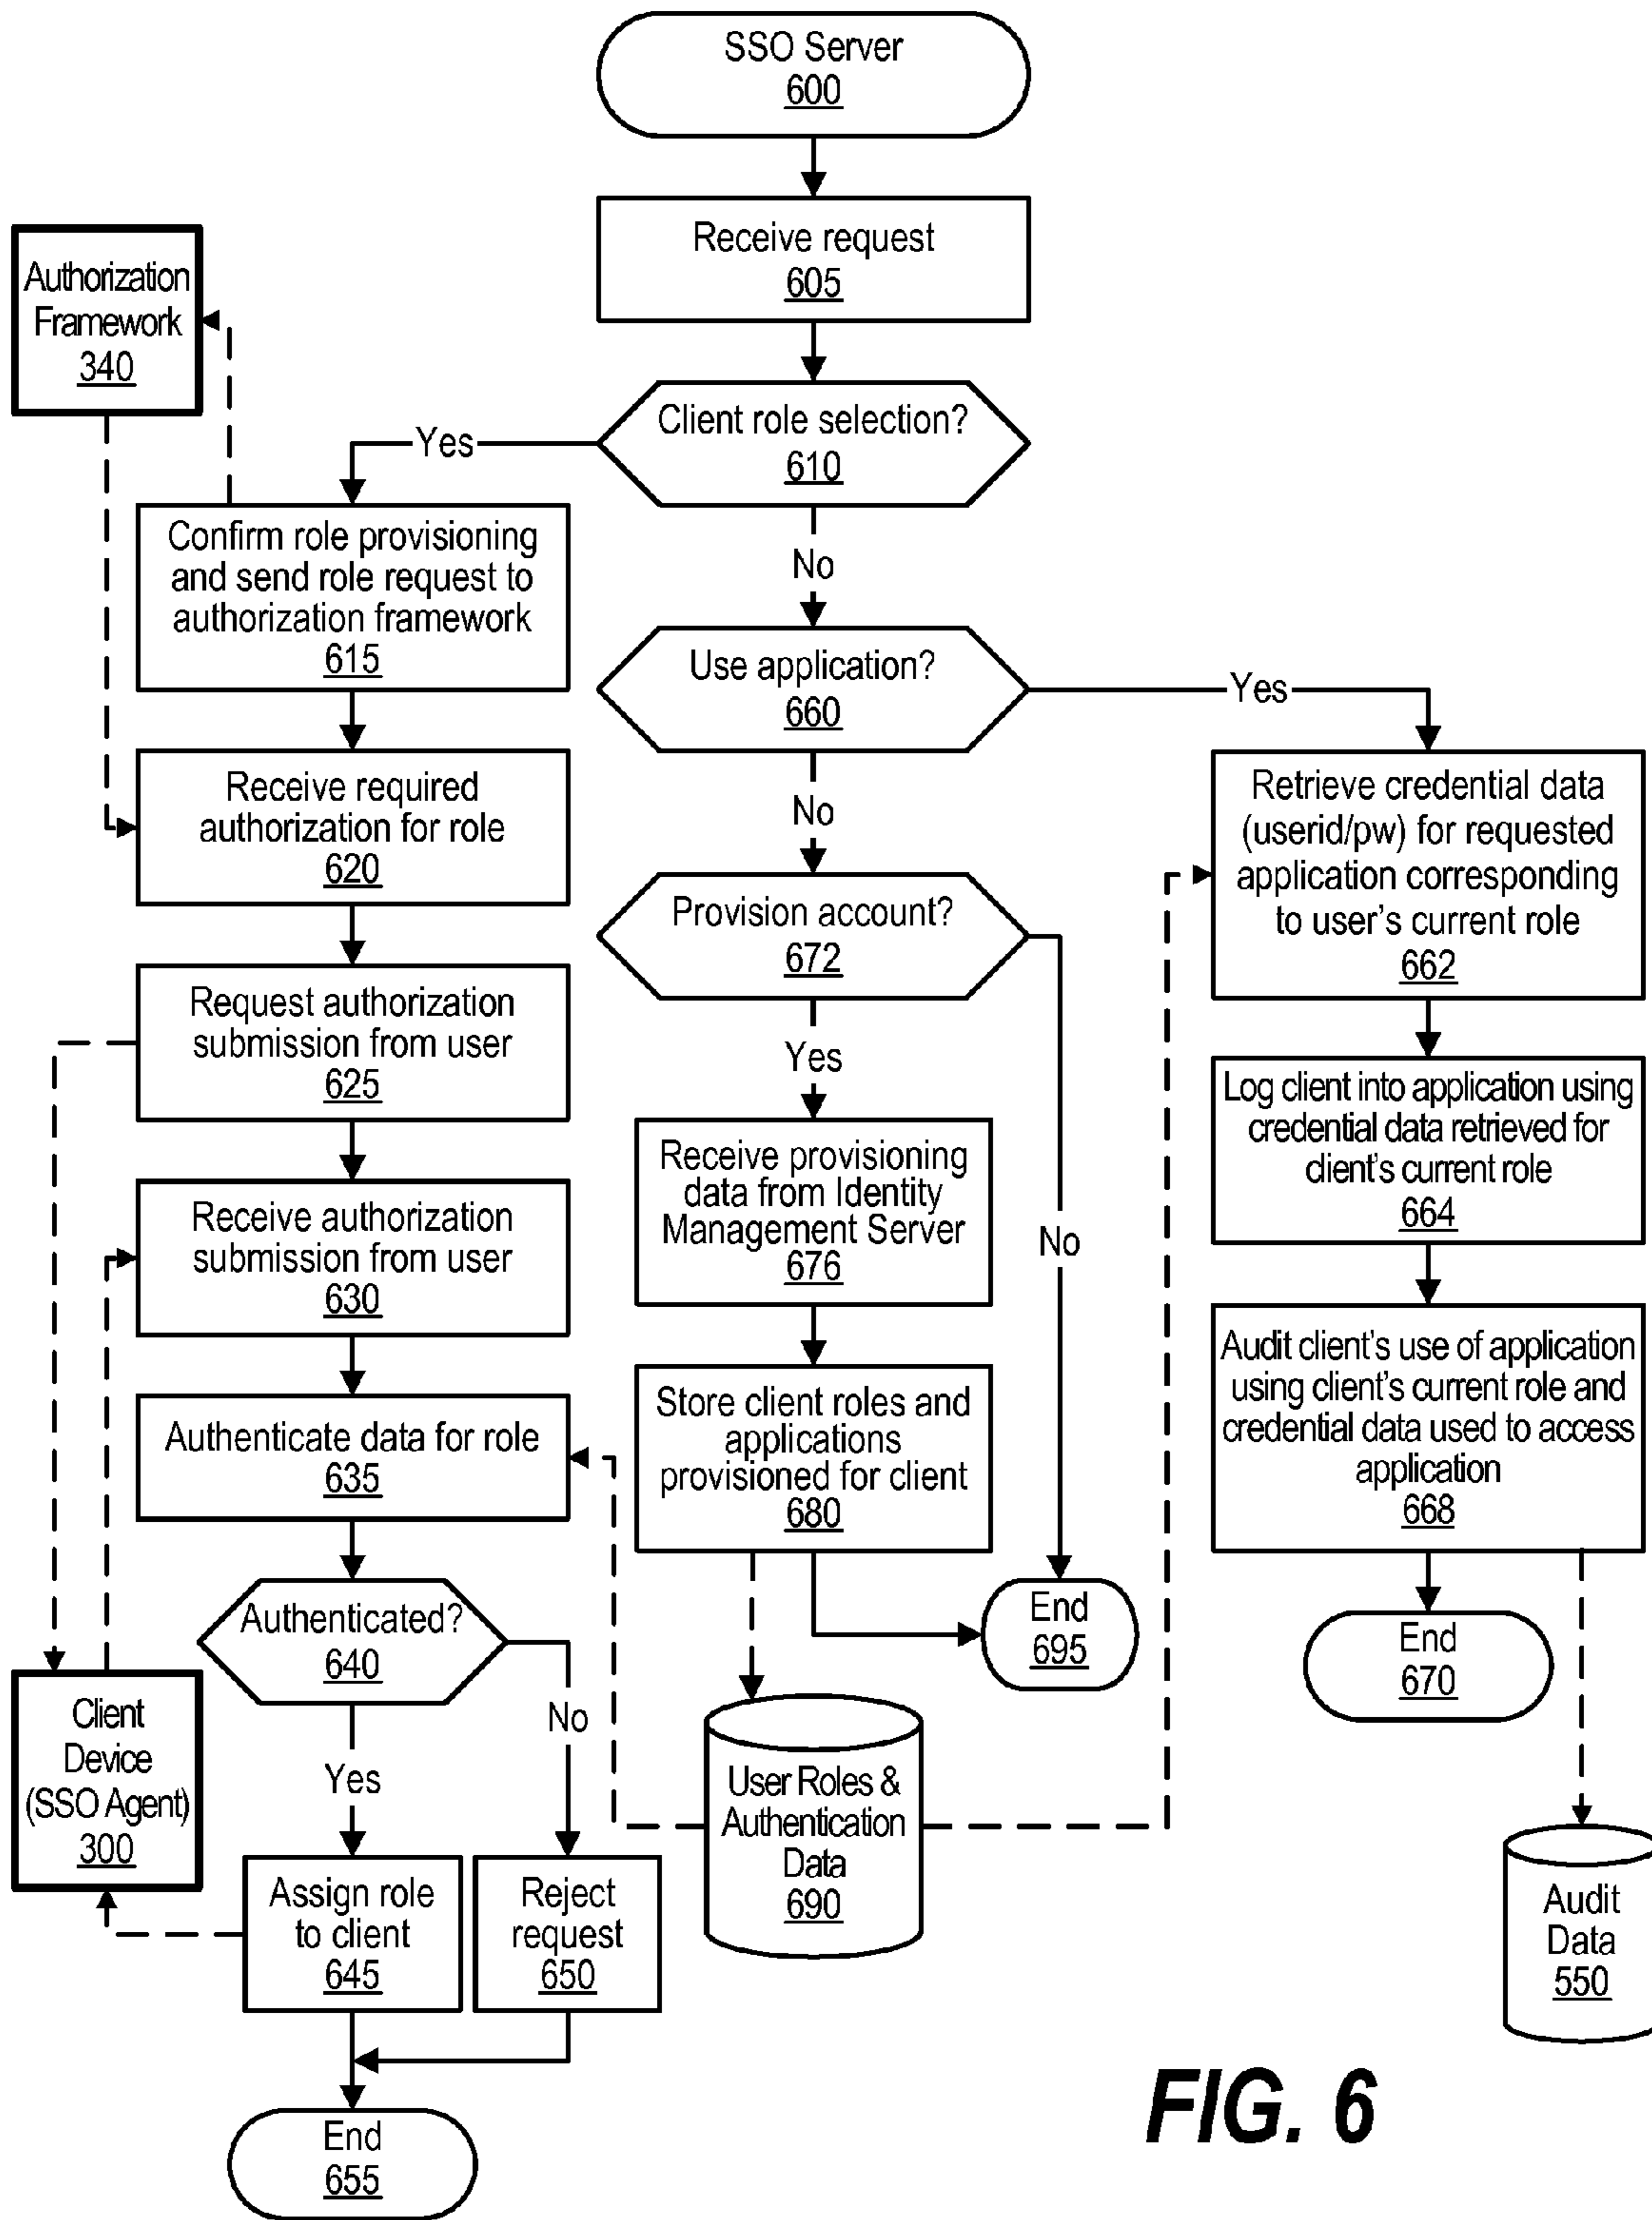 SSO Server
600
Receive request
605
Authorization
Framework
340
Client role selection?
610
Yes
No
Confirm role provisioning
and send role request to
authorization framework
615
Use application?
660
Yes
No
Receive required
authorization for role
620
Retrieve credential data
(userid/pw) for requested
application corresponding
to user's current role
662
Provision account?
672
Yes
No
Request authorization
submission from user
625
Log client into application using
credential data retrieved for
client's current role
664
Receive provisioning
data from Identity
Management Server
676
Receive authorization
submission from user
630
Audit client's use of application
using client's current role and
credential data used to access
application
668
Store client roles and
applications
provisioned for client
680
Authenticate data for role
635
Authenticated?
640
Yes
No
End
695
End
670
Client
Device
(SSO Agent)
300
User Roles &
Authentication
Data
690
Assign role
to client
645
Reject
request
650
Audit
Data
550
End
655
FIG. 6